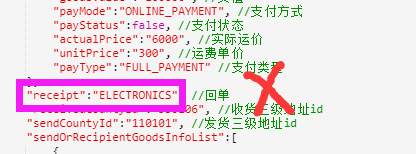 "payMode":"ONLINE_PAYMENT", //支付方式
"payStatus":false, //支付状态
"actualPrice":"6000", //实际运价
"unitPrice":"300", //运费单价
"payType":"FULL_PAYMENT" //支付类型
"receipt":"ELECTRONICS" //回单
//收货三级地址id
"sendCountyId":"110101", //发货三级地址id
"sendOrRecipientGoodsInfoList":[
{